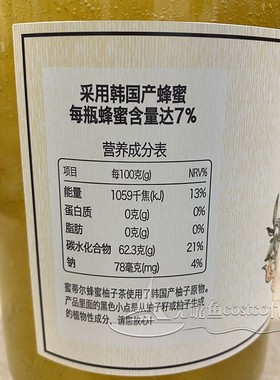 采用韩国产蜂蜜
每瓶蜂蜜含量达7%
营养成分表
项目 每100克(g) NRV%
能量 1059千焦(kJ) 13%
蛋白质 0克(g) 0%
脂肪 0克(g) 0%
碳水化合物 62.3克(g) 21%
钠 78毫克(mg) 4%
蜜蒂尔蜂蜜柚子茶使用了韩国产柚子原物。
产品里面的黑色小点是从柚子籽或柚子生成
的植物性成分，请您放心！
costco